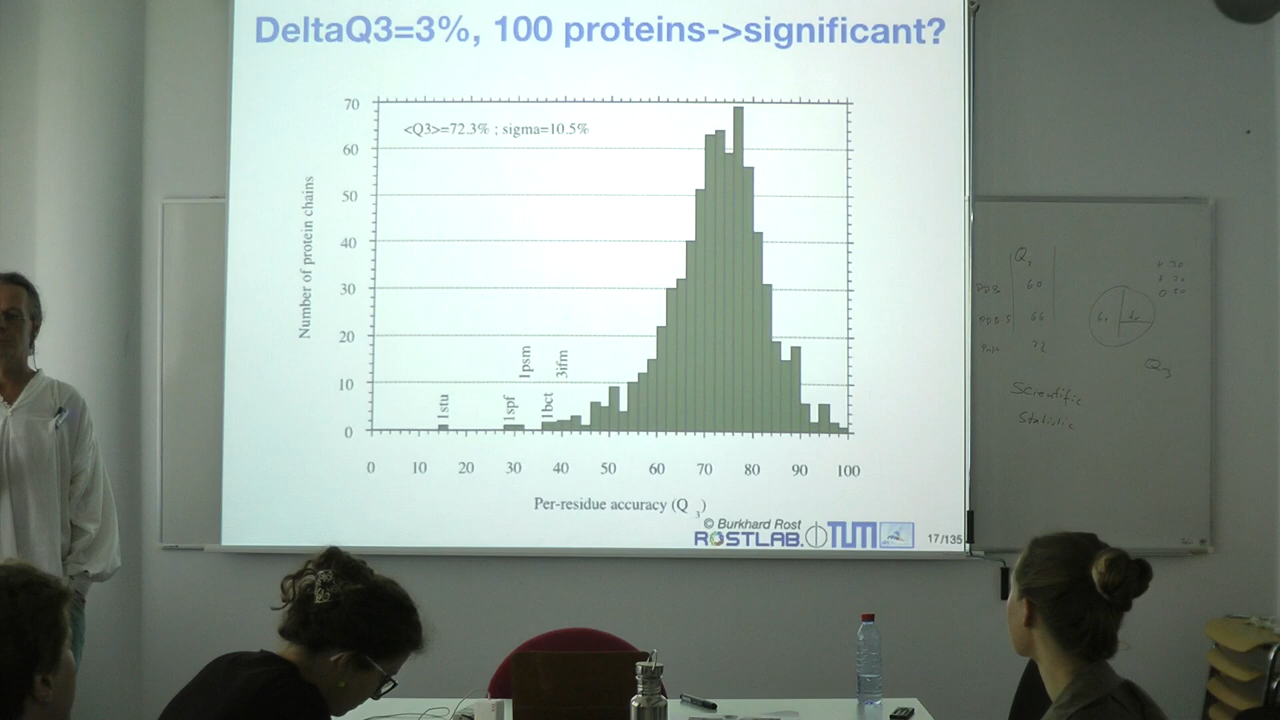 DeltaQ3=3%, 100 proteins->significant?
<Q3>=72.3% ; sigma=10.5%
Number of protein chains
70
60
50
40
30
20
10
0
1stu
1spf
1psm
1bct
3ifm
0 10 20 30 40 50 60 70 80 90 100
Per-residue accuracy (Q3)
© Burkhard Rost
ROSTLAB. TUM
17/135
Q3
60
66
72
Q3
Scientific
Statistic